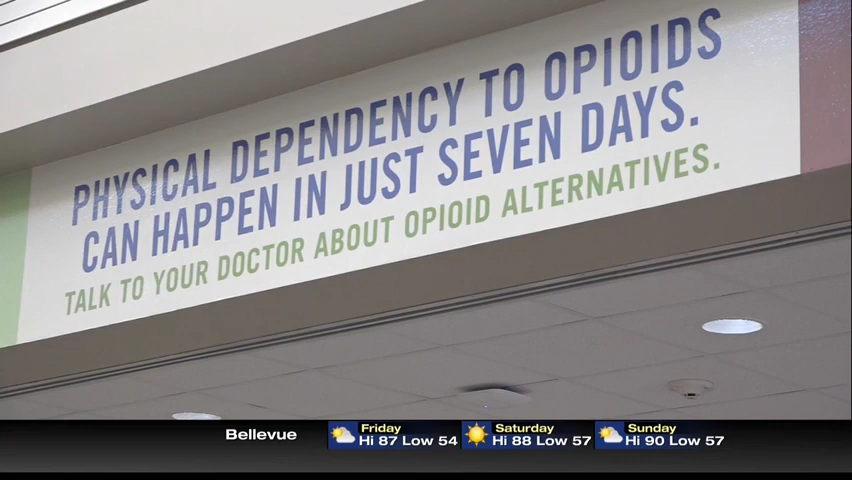 PHYSICAL DEPENDENCY TO OPIOIDS
CAN HAPPEN IN JUST SEVEN DAYS.
TALK TO YOUR DOCTOR ABOUT OPIOID ALTERNATIVES.
Bellevue
Friday
Hi 87 Low 54
Saturday
Hi 88 Low 57
Sunday
Hi 90 Low 57